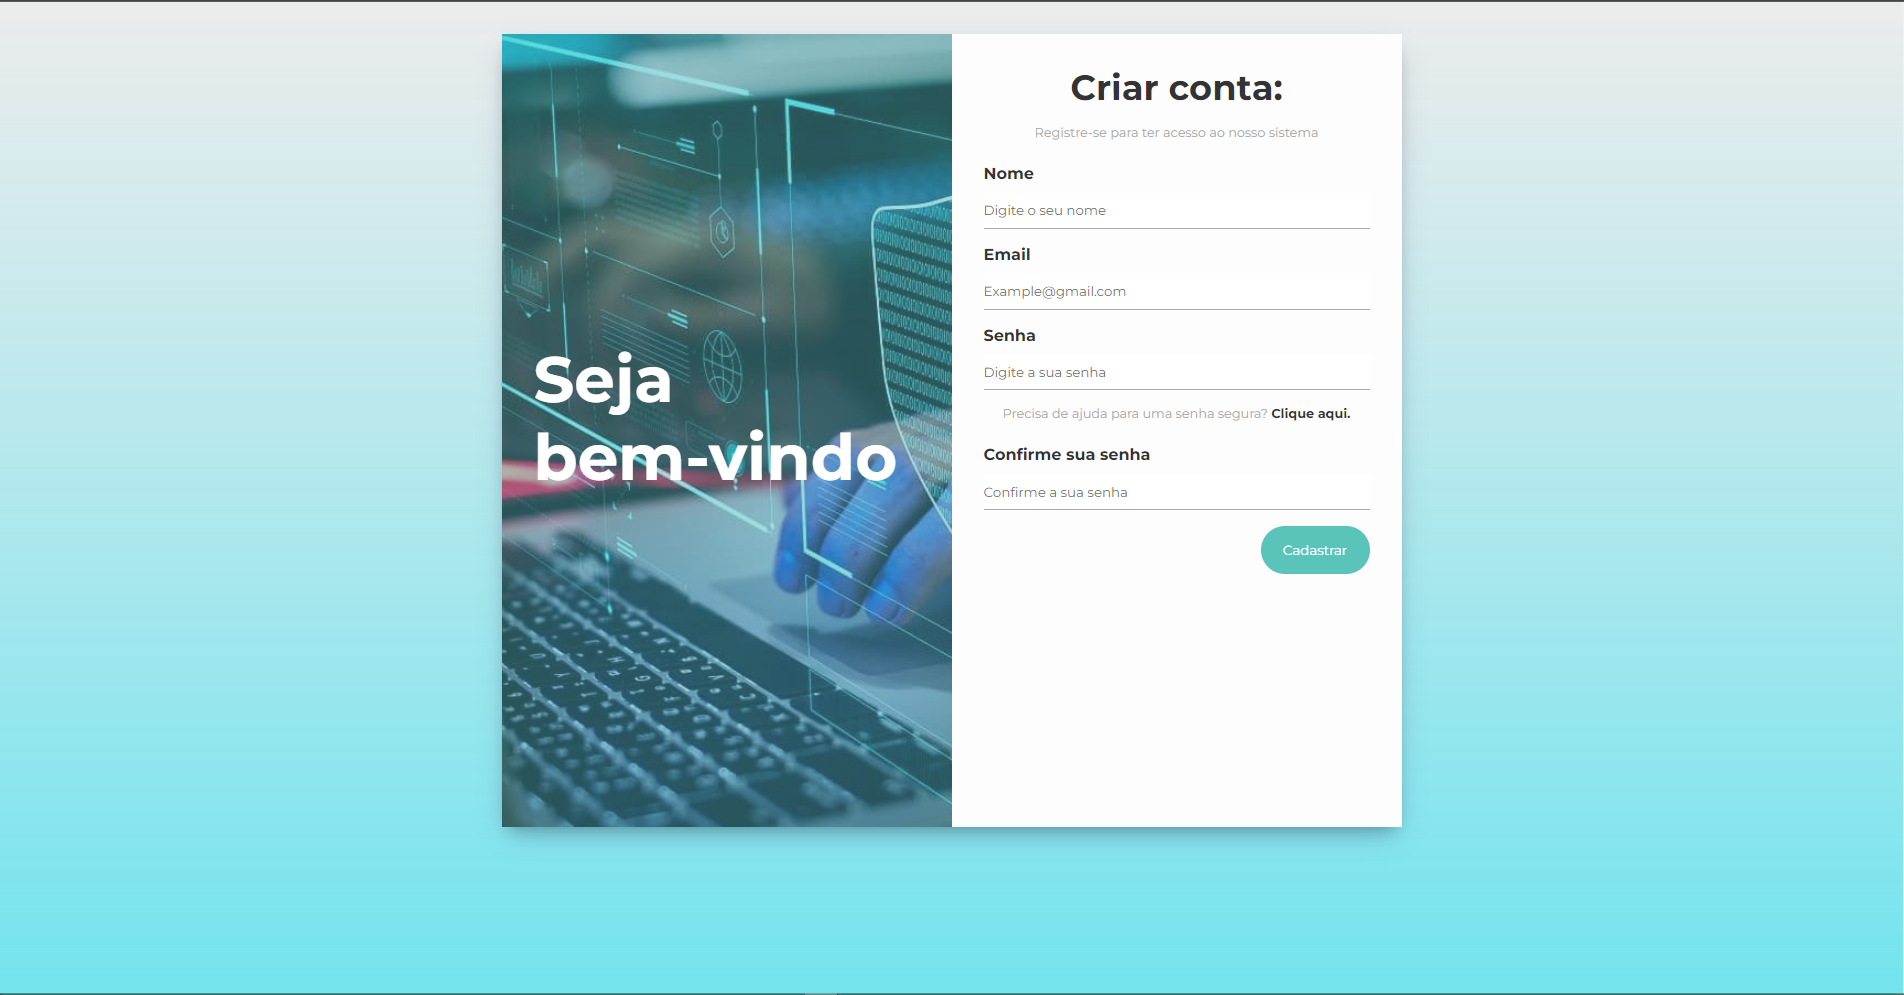 Seja
bem-vindo
Criar conta:
Registre-se para ter acesso ao nosso sistema
Nome
Digite o seu nome
Email
Example@gmail.com
Senha
Digite a sua senha
Precisa de ajuda para uma senha segura? Clique aqui.
Confirme sua senha
Confirme a sua senha
Cadastrar